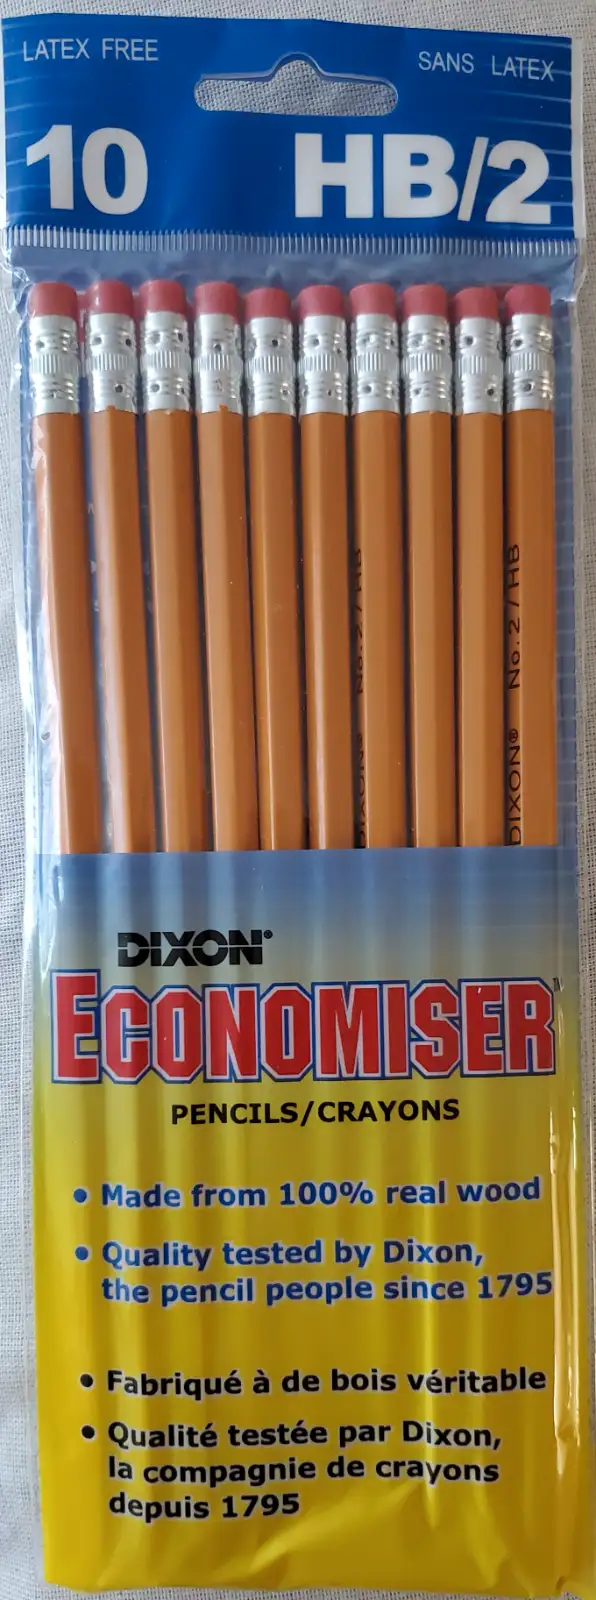 LATEX FREE
SANS LATEX
10
HB/2
DIXON® No. 2 / HB
DIXON® No. 2 / HB
DIXON®
ECONOMISER™
PENCILS/CRAYONS
• Made from 100% real wood
• Quality tested by Dixon,
the pencil people since 1795
• Fabriqué à de bois véritable
• Qualité testée par Dixon,
la compagnie de crayons
depuis 1795